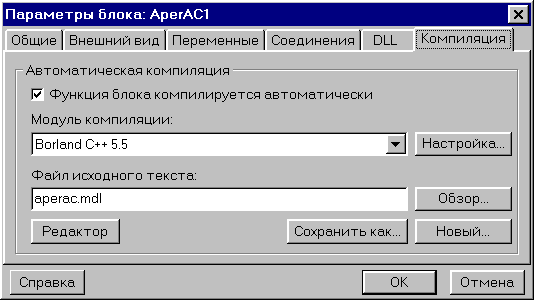 Параметры блока: AperAC1
Общие Внешний вид Переменные Соединения DLL Компиляция
Автоматическая компиляция
Функция блока компилируется автоматически
Модуль компиляции:
Borland C++ 5.5 Настройка...
Файл исходного текста:
aperac.mdl Обзор...
Редактор Сохранить как... Новый...
Справка OK Отмена